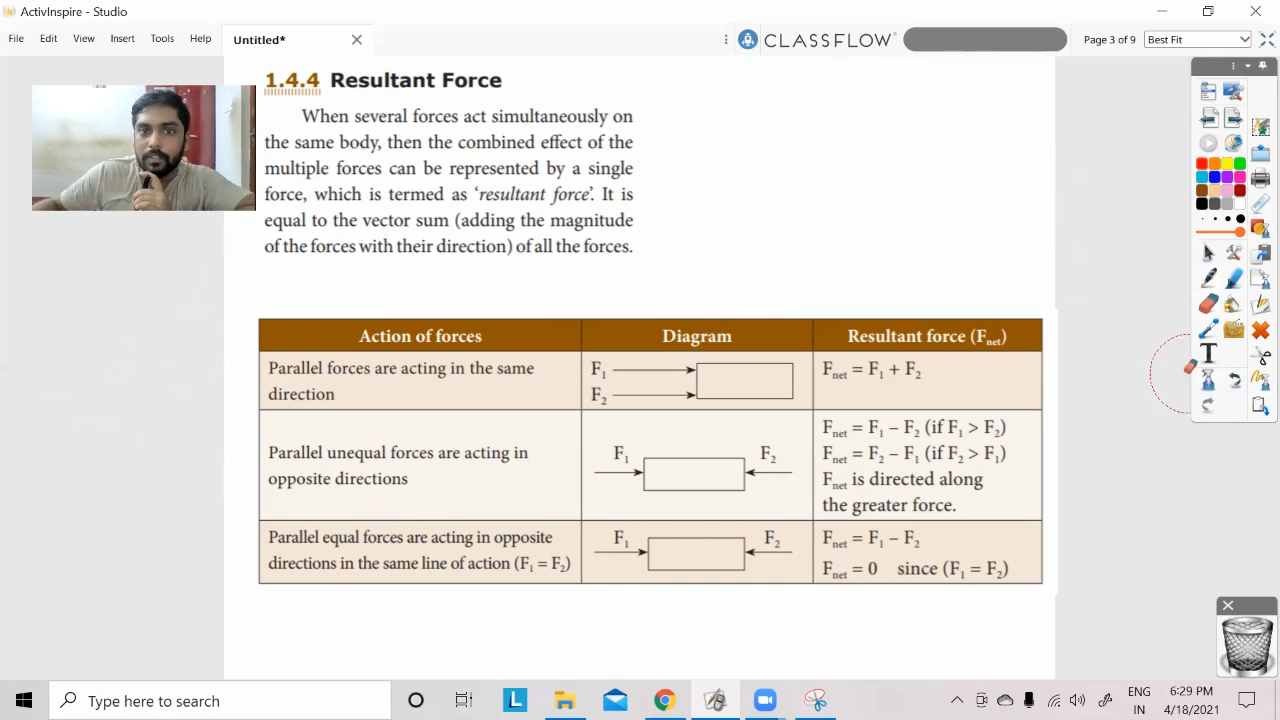 ActivInspire - Studio
File Edit View Insert Tools Help Untitled* CLASSFLOW Page 3 of 9 Best Fit
1.4.4 Resultant Force
When several forces act simultaneously on
the same body, then the combined effect of the
multiple forces can be represented by a single
force, which is termed as ‘resultant force’. It is
equal to the vector sum (adding the magnitude
of the forces with their direction) of all the forces.
Action of forces Diagram Resultant force (Fnet)
Parallel forces are acting in the same
direction
F1
F2
Fnet = F1 + F2
Parallel unequal forces are acting in
opposite directions
F1 F2
Fnet = F1 – F2 (if F1 > F2)
Fnet = F2 – F1 (if F2 > F1)
Fnet is directed along
the greater force.
Parallel equal forces are acting in opposite
directions in the same line of action (F1 = F2)
F1 F2
Fnet = F1 – F2
Fnet = 0 since (F1 = F2)
T
Type here to search
L
ENG
IN
6:29 PM
4/18/2021